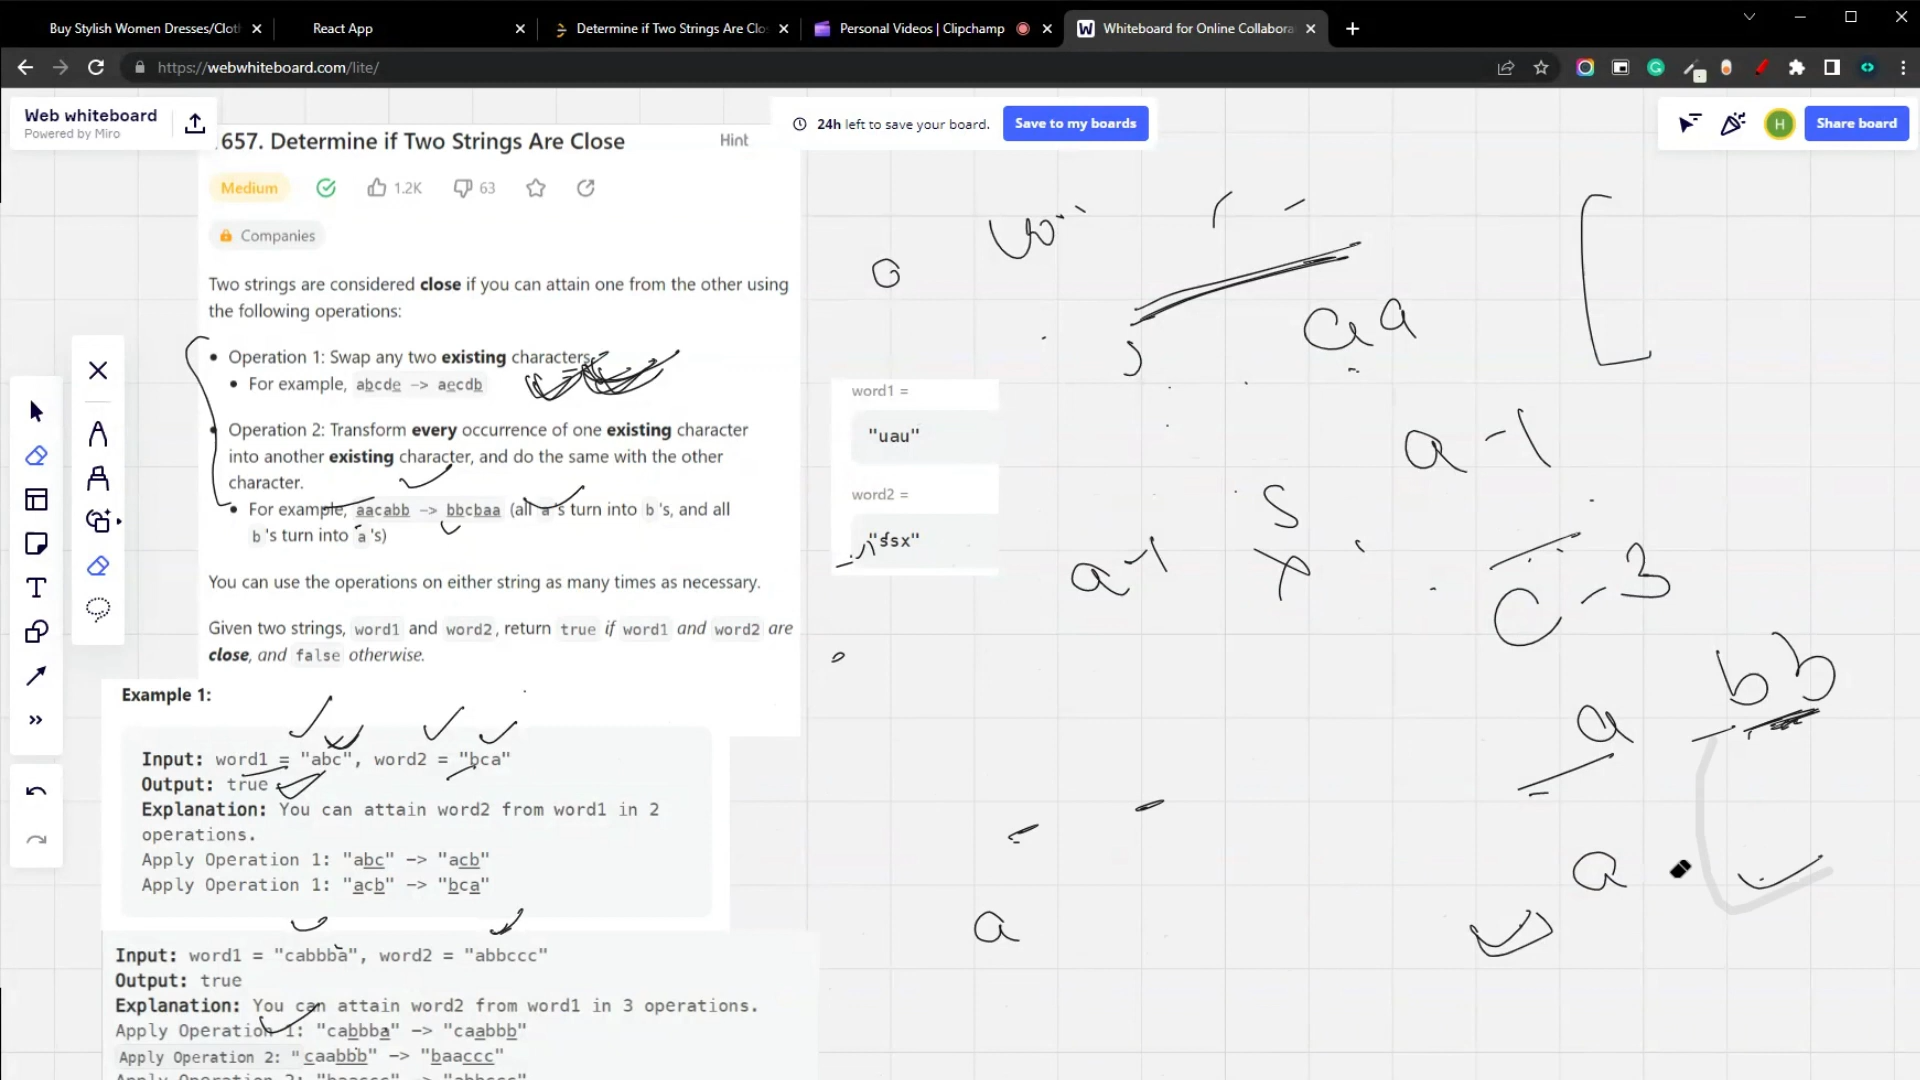 Buy Stylish Women Dresses/Clot
React App
Determine if Two Strings Are Clo
Personal Videos | Clipchamp
Whiteboard for Online Collabora
https://webwhiteboard.com/lite/
Web whiteboard
Powered by Miro
24h left to save your board.
Save to my boards
H
Share board
657. Determine if Two Strings Are Close
Hint
Medium
1.2K
63
Companies
Two strings are considered close if you can attain one from the other using
the following operations:
• Operation 1: Swap any two existing characters.
• For example, abcde -> aecdb
• Operation 2: Transform every occurrence of one existing character
into another existing character, and do the same with the other
character.
• For example, aacabb -> bbcbaa (all a's turn into b's, and all
b's turn into a's)
You can use the operations on either string as many times as necessary.
Given two strings, word1 and word2, return true if word1 and word2 are
close, and false otherwise.
Example 1:
Input: word1 = "abc", word2 = "bca"
Output: true
Explanation: You can attain word2 from word1 in 2
operations.
Apply Operation 1: "abc" -> "acb"
Apply Operation 1: "acb" -> "bca"
Input: word1 = "cabbba", word2 = "abbccc"
Output: true
Explanation: You can attain word2 from word1 in 3 operations.
Apply Operation 1: "cabbba" -> "caabbb"
Apply Operation 2: "caabbb" -> "baaccc"
Apply Operation 2: "baaccc" -> "abbccc"
word1 =
"uau"
word2 =
"ssx"
a a
a - 1
s
a - 1
x
c - 3
a
bb
a
a